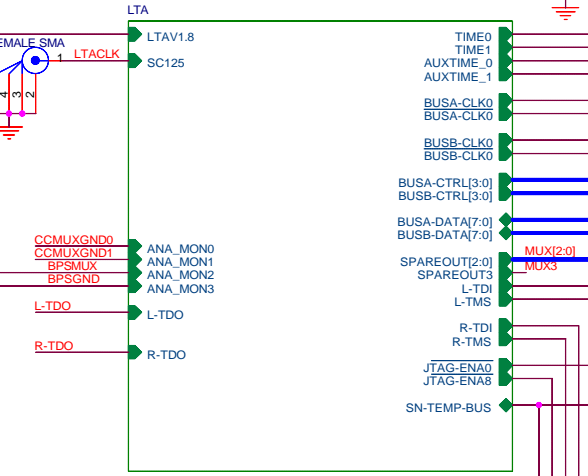 LTA
LTAV1.8
EMALE SMA
LTACLK
1
SC125
4
3
2
TIME0
TIME1
AUXTIME_0
AUXTIME_1
BUSA-CLK0
BUSA-CLK0
BUSB-CLK0
BUSB-CLK0
BUSA-CTRL[3:0]
BUSB-CTRL[3:0]
BUSA-DATA[7:0]
BUSB-DATA[7:0]
CCMUXGND0
ANA_MON0
CCMUXGND1
ANA_MON1
BPSMUX
ANA_MON2
BPSGND
ANA_MON3
MUX[2:0]
SPAREOUT[2:0]
MUX3
SPAREOUT3
L-TDI
L-TMS
L-TDO
L-TDO
R-TDI
R-TMS
R-TDO
R-TDO
JTAG-ENA0
JTAG-ENA8
SN-TEMP-BUS